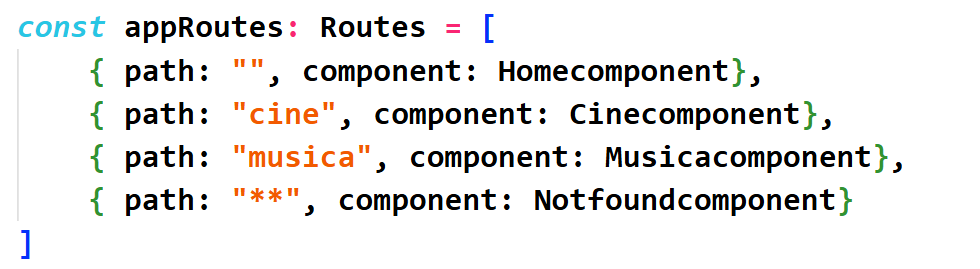 const appRoutes: Routes = [
    { path: "", component: Homecomponent},
    { path: "cine", component: Cinecomponent},
    { path: "musica", component: Musicacomponent},
    { path: "**", component: Notfoundcomponent}
]